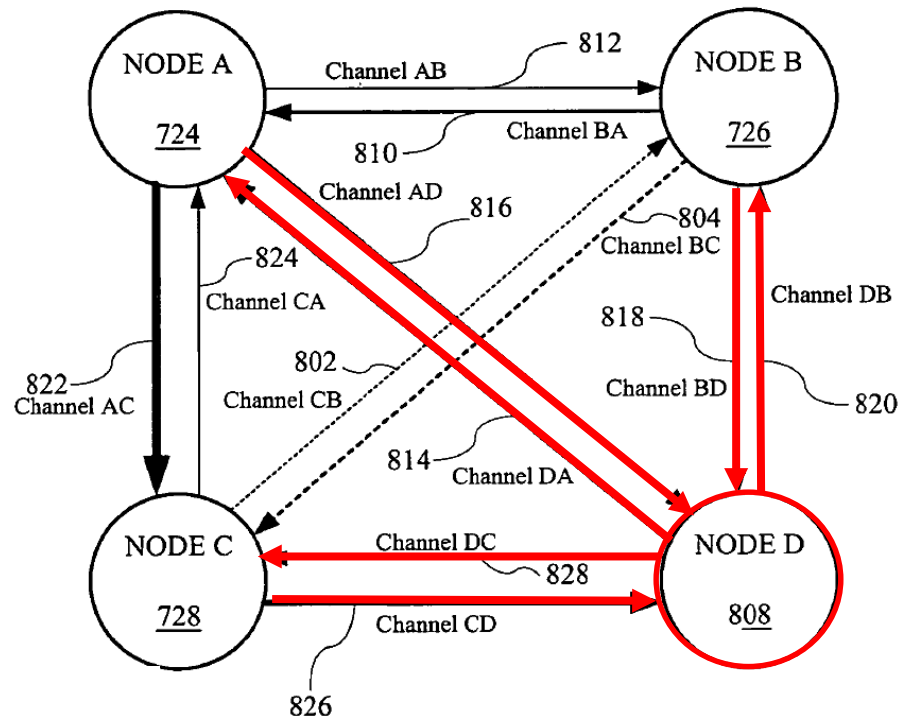 NODE A
724
Channel AB
812
NODE B
726
810
Channel BA
Channel AD
816
804
Channel BC
824
Channel CA
818
Channel DB
822
Channel AC
802
Channel CB
Channel BD
820
814
Channel DA
NODE C
728
Channel DC
828
NODE D
808
Channel CD
826